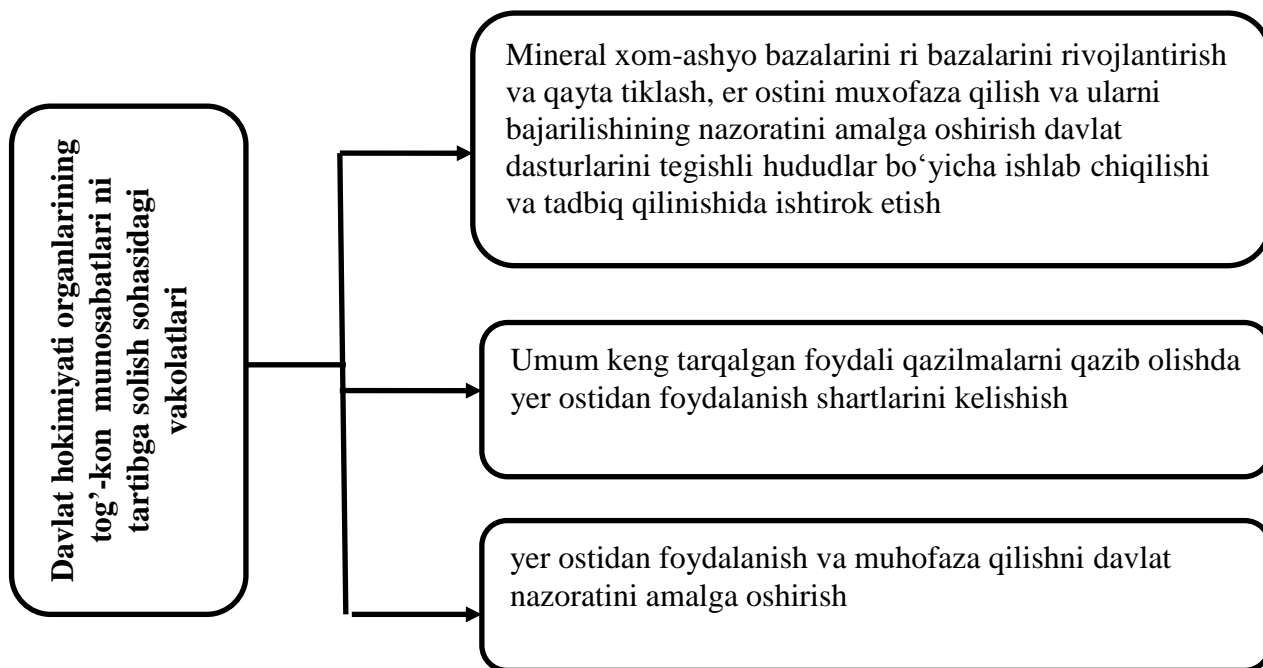 Davlat hokimiyati organlarining
tog’-kon munosabatlari ni
tartibga solish sohasidagi
vakolatlari
Mineral xom-ashyo bazalarini ri bazalarini rivojlantirish
va qayta tiklash, er ostini muxofaza qilish va ularni
bajarilishining nazoratini amalga oshirish davlat
dasturlarini tegishli hududlar bo‘yicha ishlab chiqilishi
va tadbiq qilinishida ishtirok etish
Umum keng tarqalgan foydali qazilmalarni qazib olishda
yer ostidan foydalanish shartlarini kelishish
yer ostidan foydalanish va muhofaza qilishni davlat
nazoratini amalga oshirish